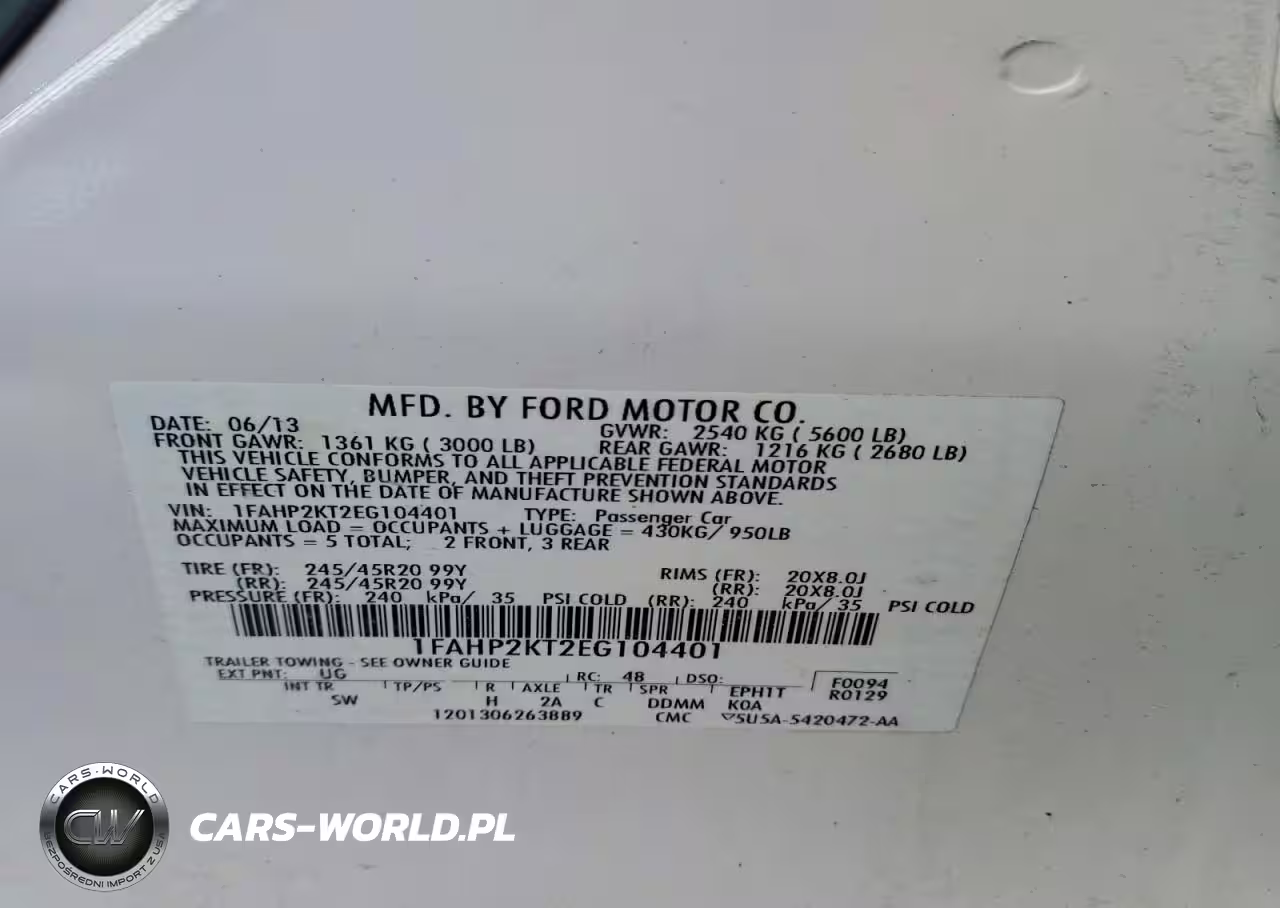 MFD. BY FORD MOTOR CO.
DATE: 06/13 GVWR: 2540 KG ( 5600 LB)
FRONT GAWR: 1361 KG ( 3000 LB) REAR GAWR: 1216 KG ( 2680 LB)
THIS VEHICLE CONFORMS TO ALL APPLICABLE FEDERAL MOTOR
VEHICLE SAFETY, BUMPER, AND THEFT PREVENTION STANDARDS
IN EFFECT ON THE DATE OF MANUFACTURE SHOWN ABOVE.
VIN: 1FAHP2KT2EG104401 TYPE: Passenger Car
MAXIMUM LOAD = OCCUPANTS + LUGGAGE = 430KG/ 950LB
OCCUPANTS = 5 TOTAL; 2 FRONT, 3 REAR
TIRE (FR): 245/45R20 99Y RIMS (FR): 20X8.0J
(RR): 245/45R20 99Y (RR): 20X8.0J
PRESSURE (FR): 240 kPa/ 35 PSI COLD (RR): 240 kPa/ 35 PSI COLD
1FAHP2KT2EG104401
TRAILER TOWING - SEE OWNER GUIDE
EXT PNT: UG RC: 48 DSO: F0094
INT TR TP/PS R AXLE TR SPR EPH1T R0129
SW H 2A C DDMM K0A
1201306263889 CMC ▽5U5A-5420472-AA
CARS-WORLD
CW
BEZPOŚREDNI IMPORT Z USA
CARS-WORLD.PL